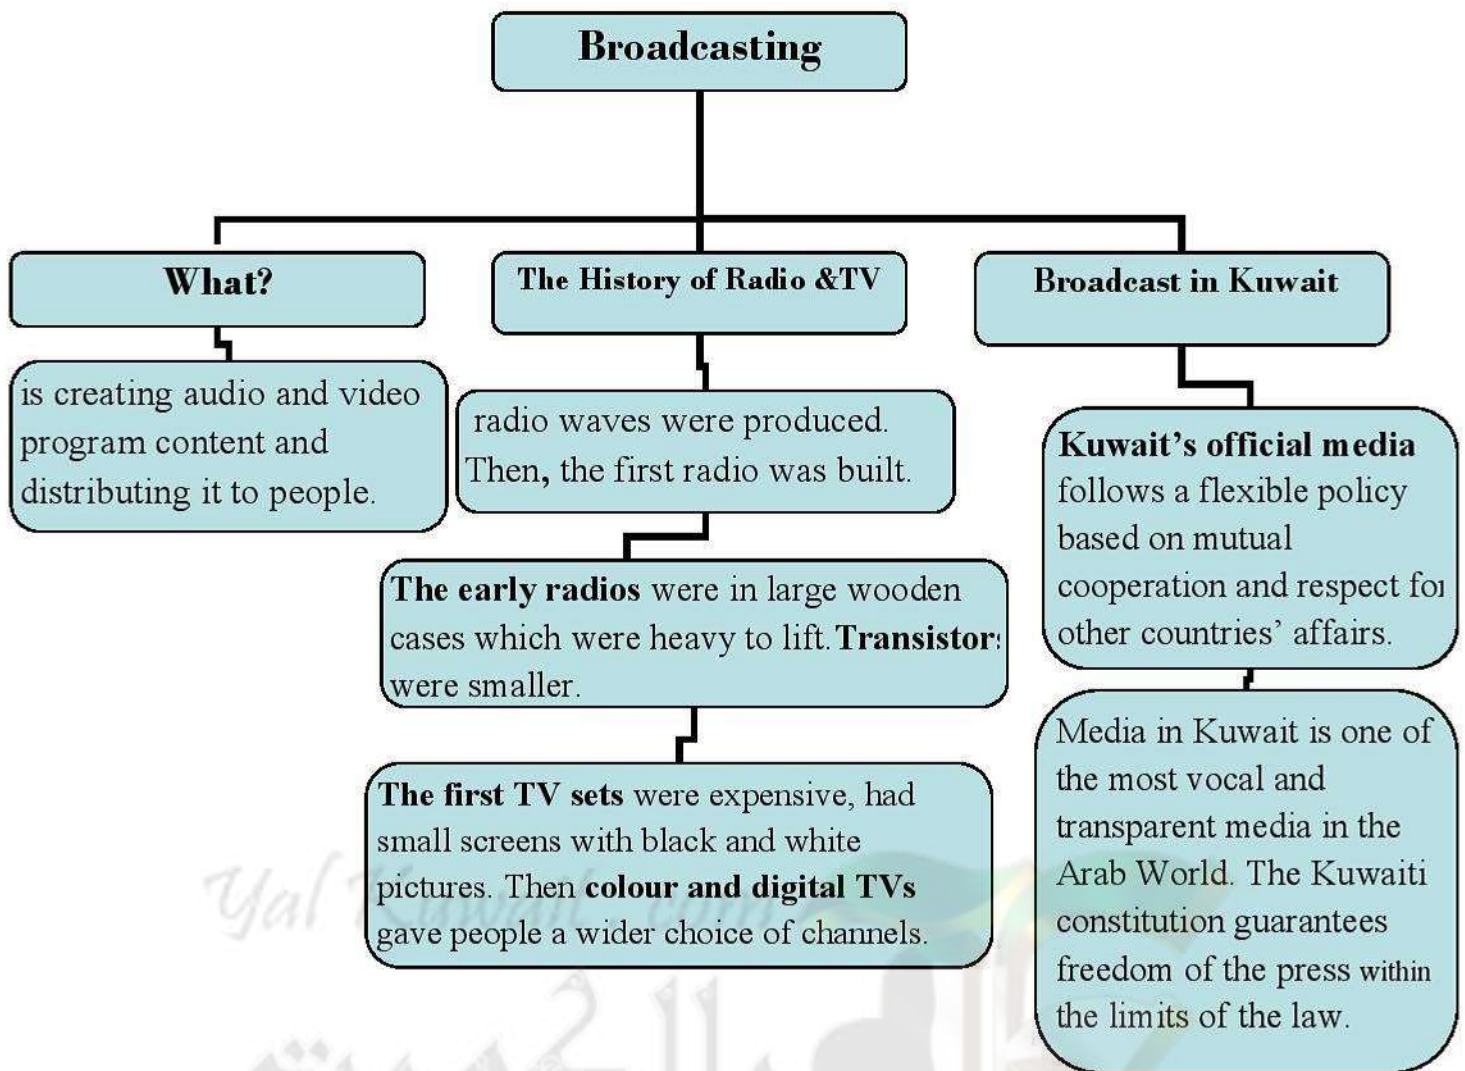 Broadcasting
What?
is creating audio and video
program content and
distributing it to people.
The History of Radio &TV
radio waves were produced.
Then, the first radio was built.
The early radios were in large wooden
cases which were heavy to lift. Transistors
were smaller.
The first TV sets were expensive, had
small screens with black and white
pictures. Then colour and digital TVs
gave people a wider choice of channels.
Broadcast in Kuwait
Kuwait's official media
follows a flexible policy
based on mutual
cooperation and respect for
other countries' affairs.
Media in Kuwait is one of
the most vocal and
transparent media in the
Arab World. The Kuwaiti
constitution guarantees
freedom of the press within
the limits of the law.
Yal Kuwait com